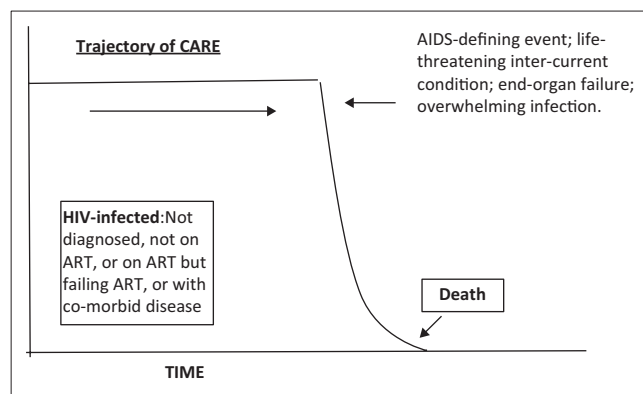 Trajectory of CARE
AIDS-defining event; life-
threatening inter-current
condition; end-organ failure;
overwhelming infection.
HIV-infected:Not
diagnosed, not on
ART, or on ART but
failing ART, or with
co-morbid disease
Death
TIME